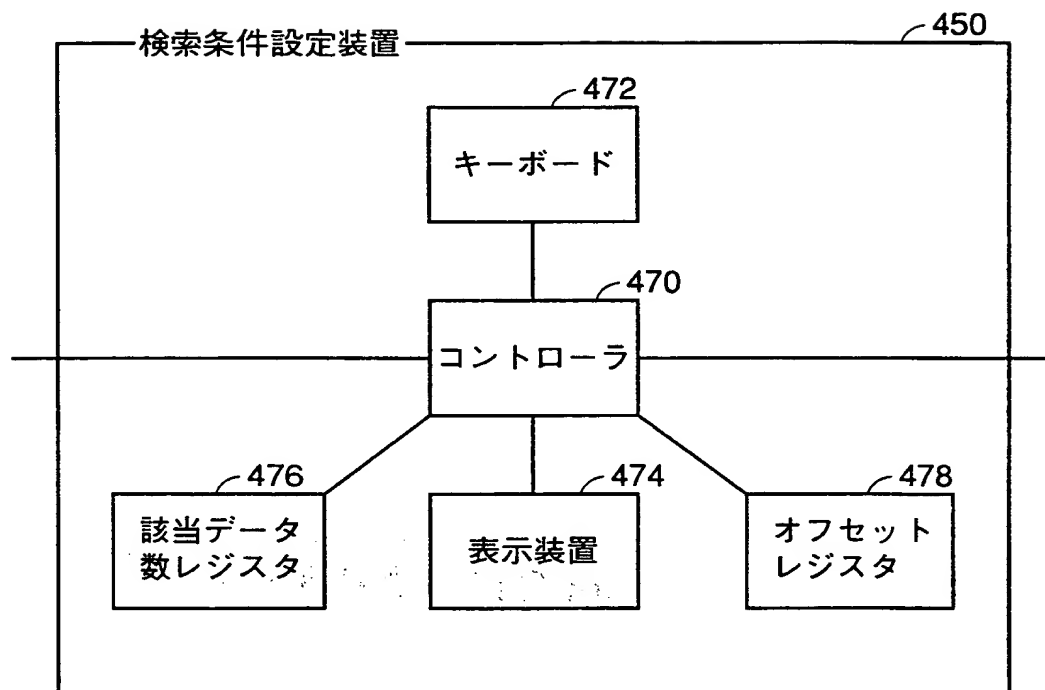 検索条件設定装置
450
472
キーボード
470
コントローラ
476
該当データ
数レジスタ
474
表示装置
478
オフセット
レジスタ